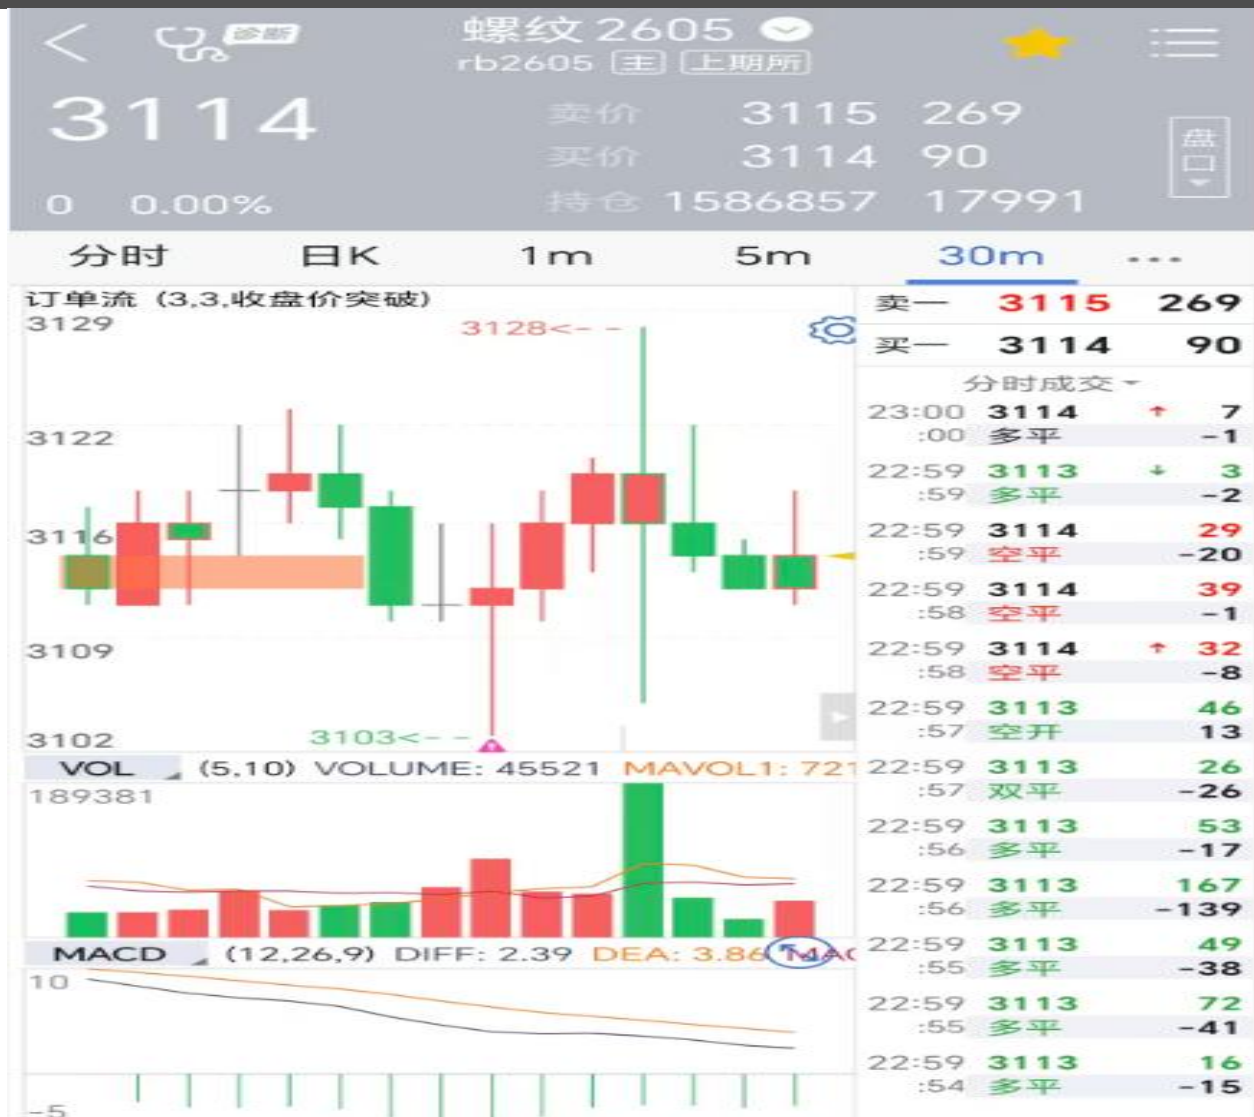 诊断
螺纹 2605
rb2605 主 上期所
3114
0 0.00%
卖价 3115 269
买价 3114 90
持仓 1586857 17991
盘口
分时 日K 1m 5m 30m ...
订单流 (3,3,收盘价突破)
3129
3128<--
3122
3116
3109
3103<--
3102
VOL (5,10) VOLUME: 45521 MAVOL1: 721
189381
MACD (12,26,9) DIFF: 2.39 DEA: 3.86 MAC
10
-5
卖一 3115 269
买一 3114 90
分时成交
23:00 3114 ↑ 7
:00 多平 -1
22:59 3113 ↓ 3
:59 多平 -2
22:59 3114 29
:59 空平 -20
22:59 3114 39
:58 空平 -1
22:59 3114 ↑ 32
:58 空平 -8
22:59 3113 46
:57 空开 13
22:59 3113 26
:57 双平 -26
22:59 3113 53
:56 多平 -17
22:59 3113 167
:56 多平 -139
22:59 3113 49
:55 多平 -38
22:59 3113 72
:55 多平 -41
22:59 3113 16
:54 多平 -15